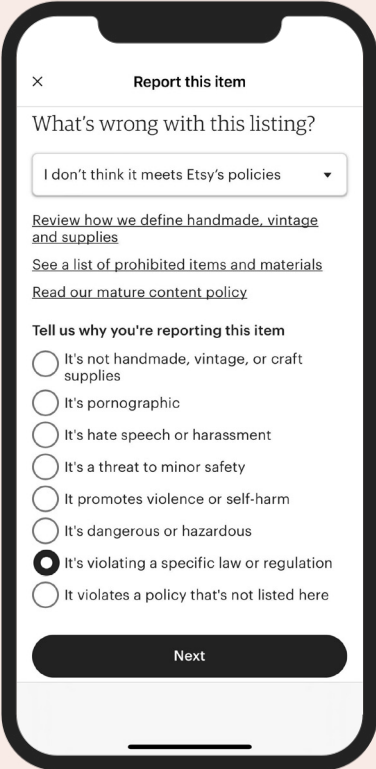 Report this item
What's wrong with this listing?
I don't think it meets Etsy's policies
Review how we define handmade, vintage
and supplies
See a list of prohibited items and materials
Read our mature content policy
Tell us why you're reporting this item
It's not handmade, vintage, or craft
supplies
It's pornographic
It's hate speech or harassment
It's a threat to minor safety
It promotes violence or self-harm
It's dangerous or hazardous
It's violating a specific law or regulation
It violates a policy that's not listed here
Next